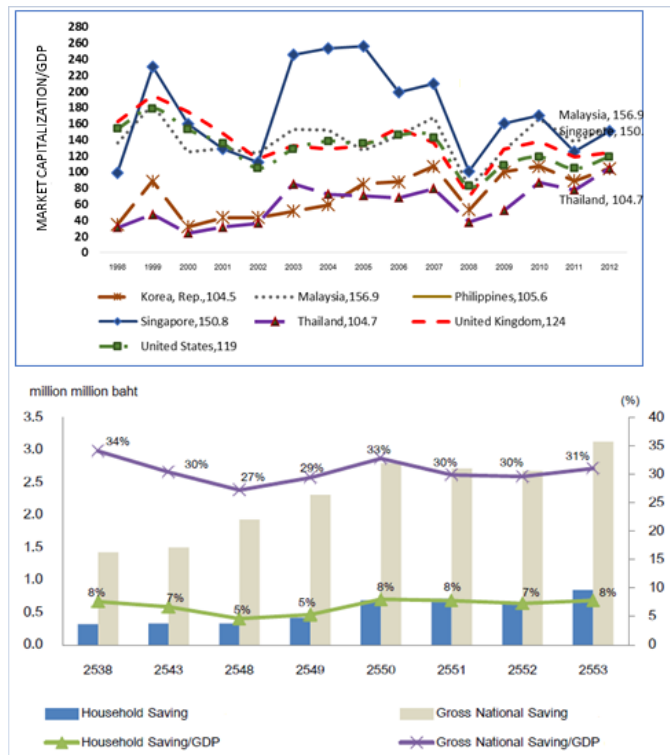 MARKET CAPITALIZATION/GDP
280
260
240
220
200
180
160
140
120
100
80
60
40
20
0
Malaysia, 156.9
Singapore, 150.
Thailand, 104.7
1998 1999 2000 2001 2002 2003 2004 2005 2006 2007 2008 2009 2010 2011 2012
Korea, Rep.,104.5 Malaysia,156.9 Philippines,105.6
Singapore,150.8 Thailand,104.7 United Kingdom,124
United States,119
million million baht
(%)
3.5 40
3.0 35
2.5 30
2.0 25
1.5 20
1.0 15
0.5 10
0.0 5
0
34% 30% 27% 29% 33% 30% 30% 31%
8% 7% 5% 5% 8% 8% 7% 8%
2538 2543 2548 2549 2550 2551 2552 2553
Household Saving Gross National Saving
Household Saving/GDP Gross National Saving/GDP